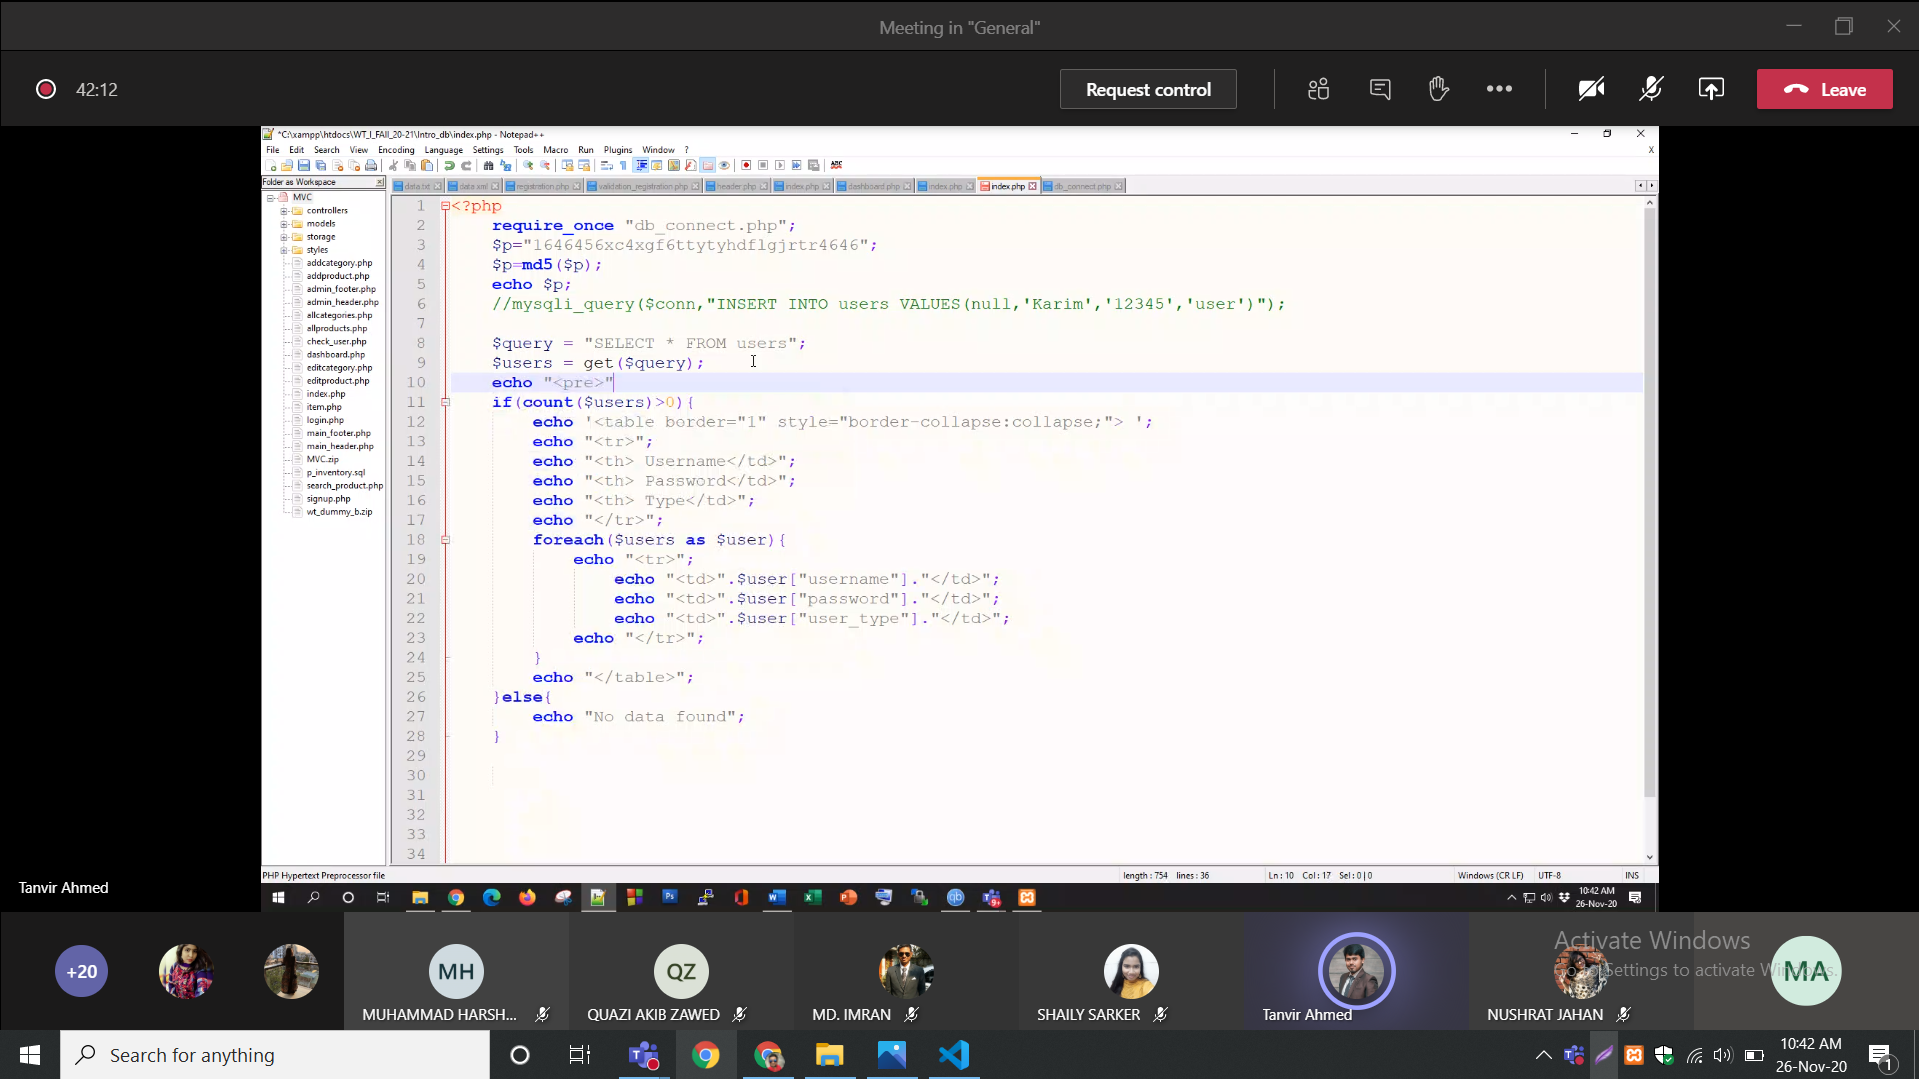 Meeting in "General"
42:12
Request control
Leave
*C:\xampp\htdocs\WT_I_FAll_20-21\Intro_db\index.php - Notepad++
File Edit Search View Encoding Language Settings Tools Macro Run Plugins Window ?
X
Folder as Workspace
data.txt data.xml registration.php validation_registration.php header.php index.php dashboard.php index.php index.php db_connect.php
MVC
controllers
models
storage
styles
addcategory.php
addproduct.php
admin_footer.php
admin_header.php
allcategories.php
allproducts.php
check_user.php
dashboard.php
editcategory.php
editproduct.php
index.php
item.php
login.php
main_footer.php
main_header.php
MVC.zip
p_inventory.sql
search_product.php
signup.php
wt_dummy_b.zip
1 <?php
2 require_once "db_connect.php";
3 $p="1646456xc4xgf6ttytyhdflgjrtr4646";
4 $p=md5($p);
5 echo $p;
6 //mysqli_query($conn,"INSERT INTO users VALUES(null,'Karim','12345','user')");
7
8 $query = "SELECT * FROM users";
9 $users = get($query);
10 echo "<pre>"
11 if(count($users)>0){
12 echo '<table border="1" style="border-collapse:collapse;"> ';
13 echo "<tr>";
14 echo "<th> Username</td>";
15 echo "<th> Password</td>";
16 echo "<th> Type</td>";
17 echo "</tr>";
18 foreach($users as $user){
19 echo "<tr>";
20 echo "<td>".$user["username"]."</td>";
21 echo "<td>".$user["password"]."</td>";
22 echo "<td>".$user["user_type"]."</td>";
23 echo "</tr>";
24 }
25 echo "</table>";
26 }else{
27 echo "No data found";
28 }
29
30
31
32
33
34
PHP Hypertext Preprocessor file length : 754 lines : 36 Ln : 10 Col : 17 Sel : 0 | 0 Windows (CR LF) UTF-8 INS
Tanvir Ahmed
10:42 AM
26-Nov-20
+20
MH
MUHAMMAD HARSH...
QZ
QUAZI AKIB ZAWED
MD. IMRAN
SHAILY SARKER
Tanvir Ahmed
NUSHRAT JAHAN
MA
Activate Windows
Go to Settings to activate Windows.
Search for anything
10:42 AM
26-Nov-20
1